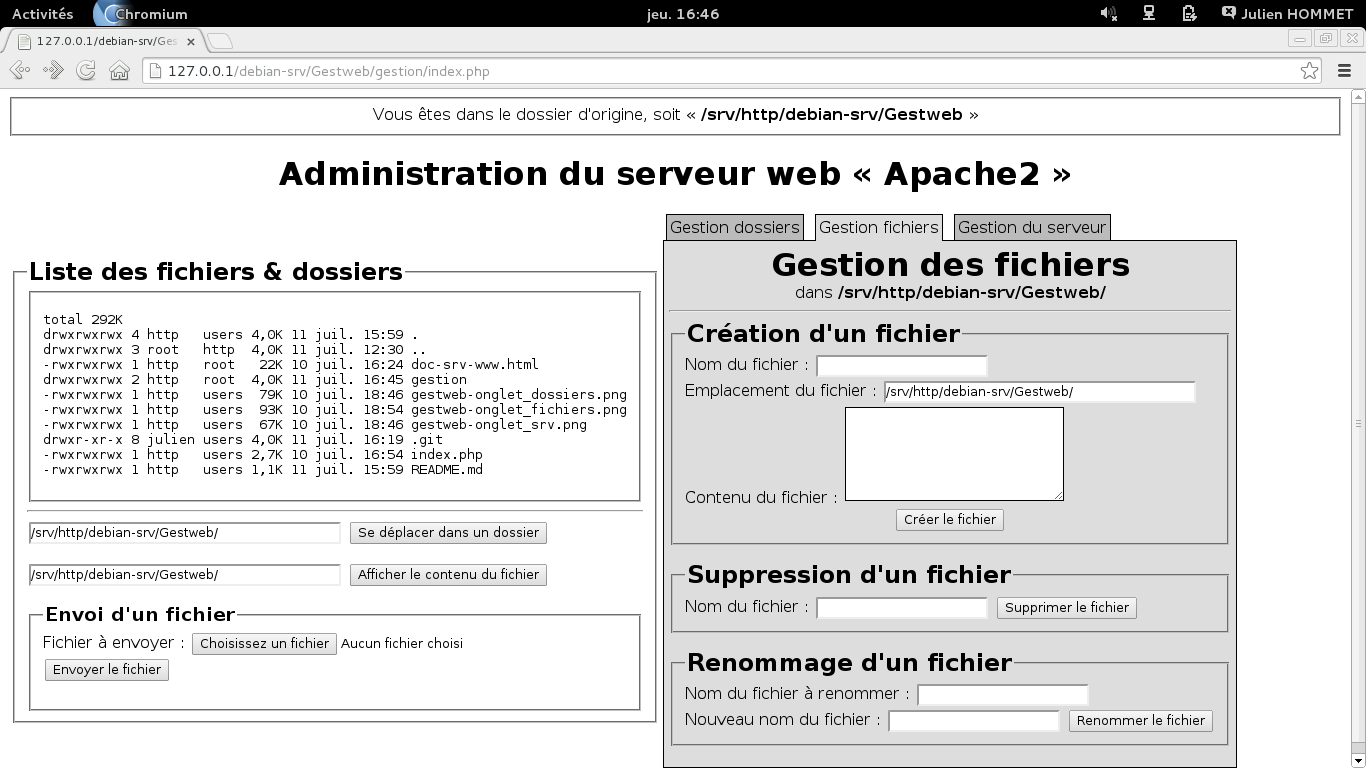 Activités Chromium jeu. 16:46 Julien HOMMET
127.0.0.1/debian-srv/Ges
127.0.0.1/debian-srv/Gestweb/gestion/index.php
Vous êtes dans le dossier d'origine, soit « /srv/http/debian-srv/Gestweb »
Administration du serveur web « Apache2 »
Liste des fichiers & dossiers
total 292K
drwxrwxrwx 4 http   users 4,0K 11 juil. 15:59 .
drwxrwxrwx 3 root   http  4,0K 11 juil. 12:30 ..
-rwxrwxrwx 1 http   root   22K 10 juil. 16:24 doc-srv-www.html
drwxrwxrwx 2 http   root  4,0K 11 juil. 16:45 gestion
-rwxrwxrwx 1 http   users  79K 10 juil. 18:46 gestweb-onglet_dossiers.png
-rwxrwxrwx 1 http   users  93K 10 juil. 18:54 gestweb-onglet_fichiers.png
-rwxrwxrwx 1 http   users  67K 10 juil. 18:46 gestweb-onglet_srv.png
drwxr-xr-x 8 julien users 4,0K 11 juil. 16:19 .git
-rwxrwxrwx 1 http   users 2,7K 10 juil. 16:54 index.php
-rwxrwxrwx 1 http   users 1,1K 11 juil. 15:59 README.md
/srv/http/debian-srv/Gestweb/ Se déplacer dans un dossier
/srv/http/debian-srv/Gestweb/ Afficher le contenu du fichier
Envoi d'un fichier
Fichier à envoyer : Choisissez un fichier Aucun fichier choisi
Envoyer le fichier
Gestion dossiers Gestion fichiers Gestion du serveur
Gestion des fichiers
dans /srv/http/debian-srv/Gestweb/
Création d'un fichier
Nom du fichier :
Emplacement du fichier : /srv/http/debian-srv/Gestweb/
Contenu du fichier :
Créer le fichier
Suppression d'un fichier
Nom du fichier : Supprimer le fichier
Renommage d'un fichier
Nom du fichier à renommer :
Nouveau nom du fichier : Renommer le fichier